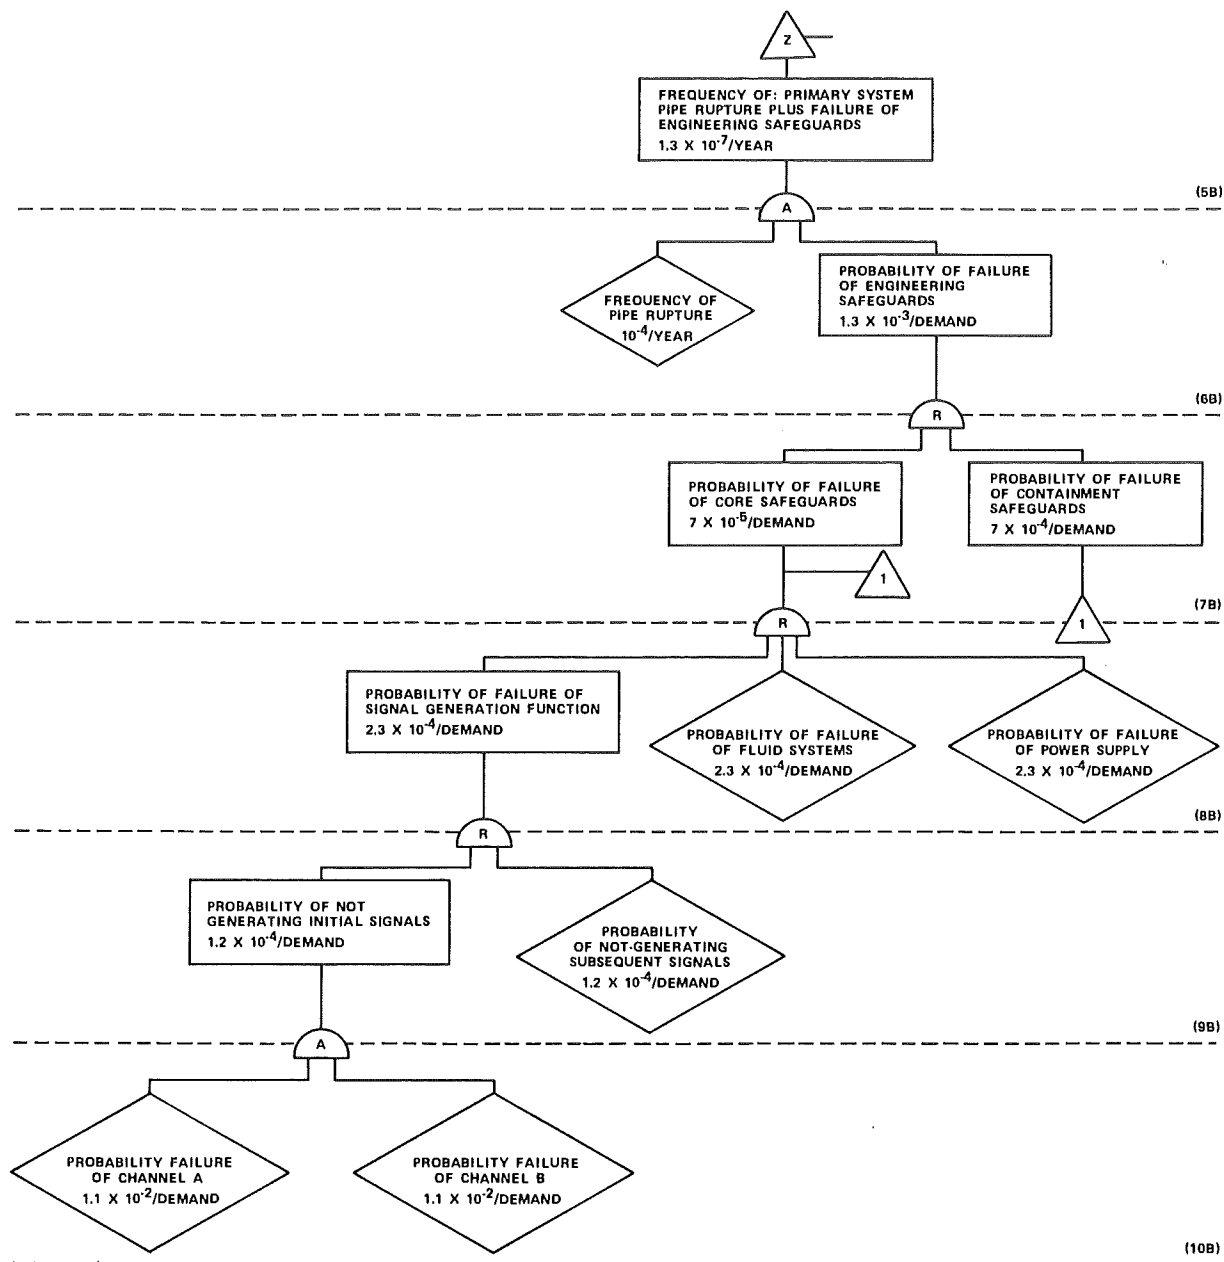 Z
FREQUENCY OF: PRIMARY SYSTEM
PIPE RUPTURE PLUS FAILURE OF
ENGINEERING SAFEGUARDS
1.3 X 10⁻⁷/YEAR
(5B)
A
FREQUENCY OF
PIPE RUPTURE
10⁻⁴/YEAR
PROBABILITY OF FAILURE
OF ENGINEERING
SAFEGUARDS
1.3 X 10⁻³/DEMAND
(6B)
R
PROBABILITY OF FAILURE
OF CORE SAFEGUARDS
7 X 10⁻⁵/DEMAND
PROBABILITY OF FAILURE
OF CONTAINMENT
SAFEGUARDS
7 X 10⁻⁴/DEMAND
1
(7B)
R
1
PROBABILITY OF FAILURE OF
SIGNAL GENERATION FUNCTION
2.3 X 10⁻⁴/DEMAND
PROBABILITY OF FAILURE
OF FLUID SYSTEMS
2.3 X 10⁻⁴/DEMAND
PROBABILITY OF FAILURE
OF POWER SUPPLY
2.3 X 10⁻⁴/DEMAND
(8B)
R
PROBABILITY OF NOT
GENERATING INITIAL SIGNALS
1.2 X 10⁻⁴/DEMAND
PROBABILITY
OF NOT-GENERATING
SUBSEQUENT SIGNALS
1.2 X 10⁻⁴/DEMAND
(9B)
A
PROBABILITY FAILURE
OF CHANNEL A
1.1 X 10⁻²/DEMAND
PROBABILITY FAILURE
OF CHANNEL B
1.1 X 10⁻²/DEMAND
(10B)